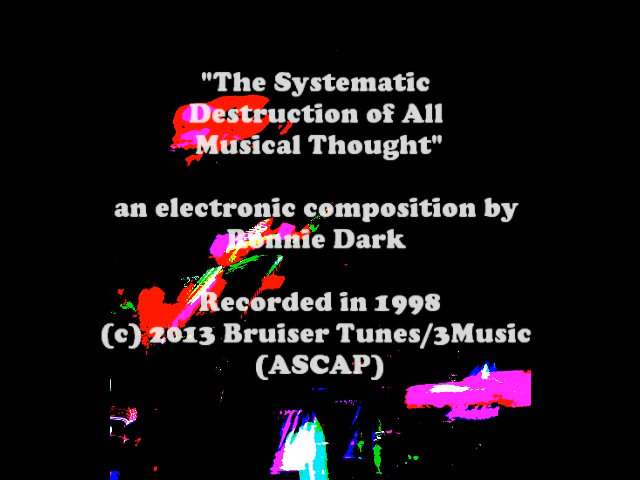 "The Systematic
Destruction of All
Musical Thought"
an electronic composition by
Ronnie Dark
Recorded in 1998
(c) 2013 Bruiser Tunes/3Music
(ASCAP)